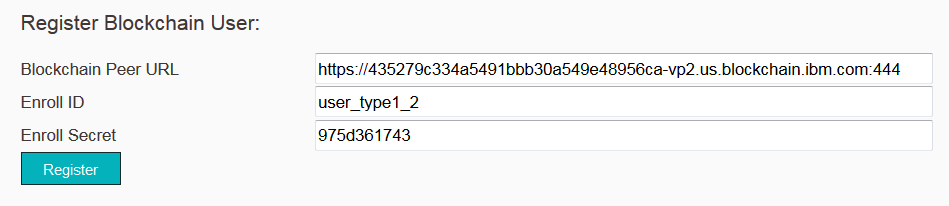 Register Blockchain User:
Blockchain Peer URL https://435279c334a5491bbb30a549e48956ca-vp2.us.blockchain.ibm.com:444
Enroll ID user_type1_2
Enroll Secret 975d361743
Register